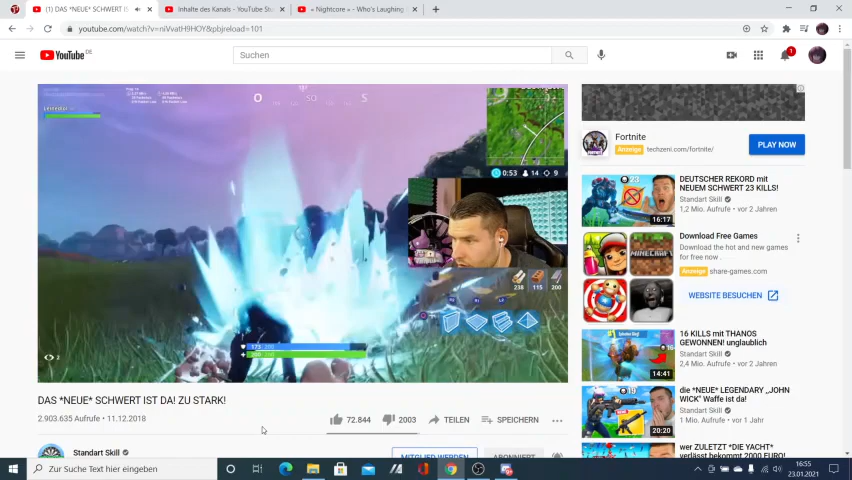 (1) DAS *NEUE* SCHWERT IS
Inhalte des Kanals - YouTube Stu
« Nightcore » - Who's Laughing
youtube.com/watch?v=niVvatH9HOY&pbjreload=101
YouTube DE
Suchen
1
O SO S
0:53 14 9
238 115 200
2
Fortnite
Anzeige techzeni.com/fortnite/
PLAY NOW
DEUTSCHER REKORD mit
NEUEM SCHWERT 23 KILLS!
Standart Skill
1,2 Mio. Aufrufe • vor 2 Jahren
23
16:17
Download Free Games
Download the hot and new games
for free now .
Anzeige share-games.com
WEBSITE BESUCHEN
MINECRAFT
16 KILLS mit THANOS
GEWONNEN! unglaublich
Standart Skill
2,4 Mio. Aufrufe • vor 2 Jahren
14:41
die *NEUE* LEGENDARY ,,JOHN
WICK" Waffe ist da!
Standart Skill
1 Mio. Aufrufe • vor 1 Jahr
20:20
wer ZULETZT *DIE YACHT*
verlässt bekommt 2000 EURO!
DAS *NEUE* SCHWERT IST DA! ZU STARK!
2.903.635 Aufrufe • 11.12.2018
72.844 2003 TEILEN SPEICHERN
Standart Skill
MITGLIED WERDEN ABONNIERT
Zur Suche Text hier eingeben
16:55
23.01.2021